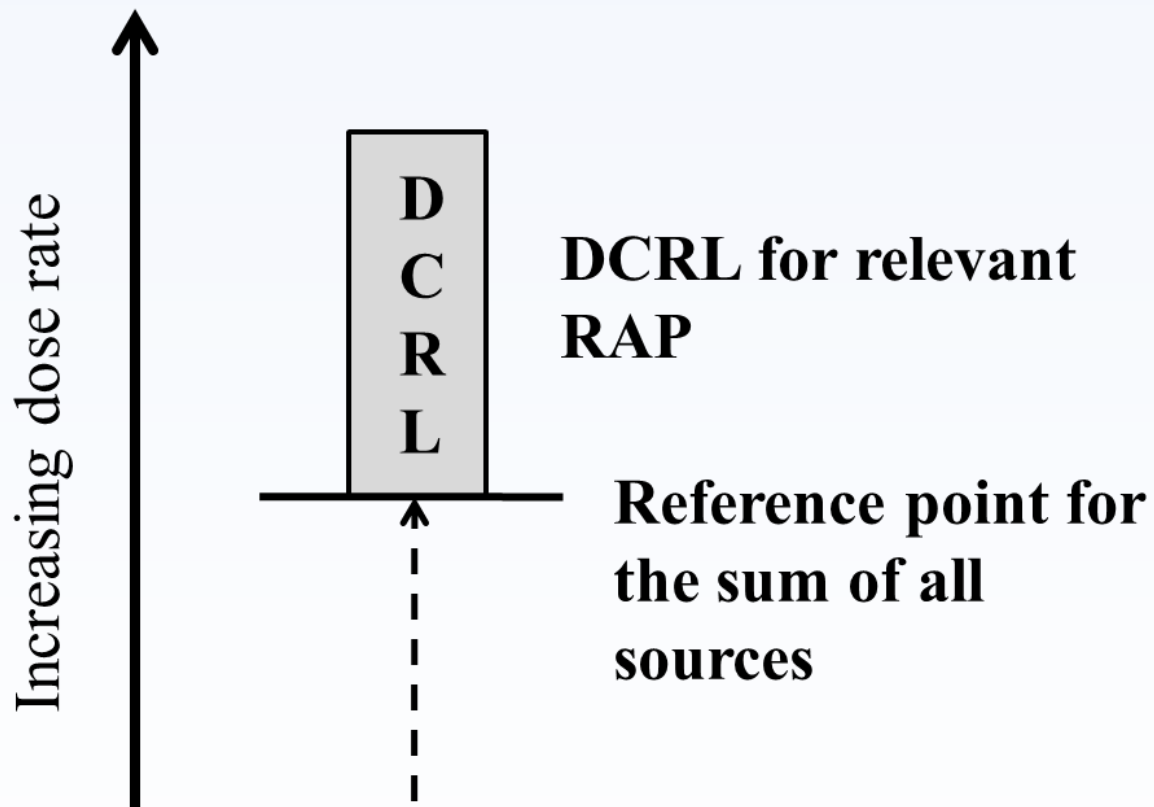 Increasing dose rate
D
C
R
L
DCRL for relevant
RAP
Reference point for
the sum of all
sources